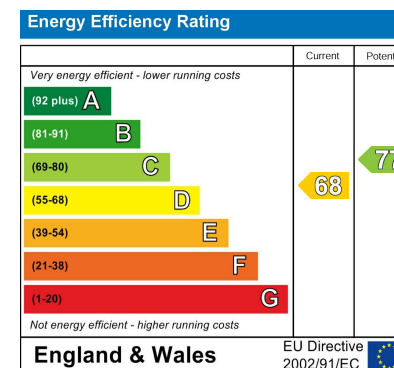 Energy Efficiency Rating
Current
Very energy efficient - lower running costs
(92 plus) A
(81-91) B
(69-80) C
(55-68) D
(39-54) E
(21-38) F
(1-20) G
68
77
Not energy efficient - higher running costs
England & Wales
EU Directive
2002/91/EC